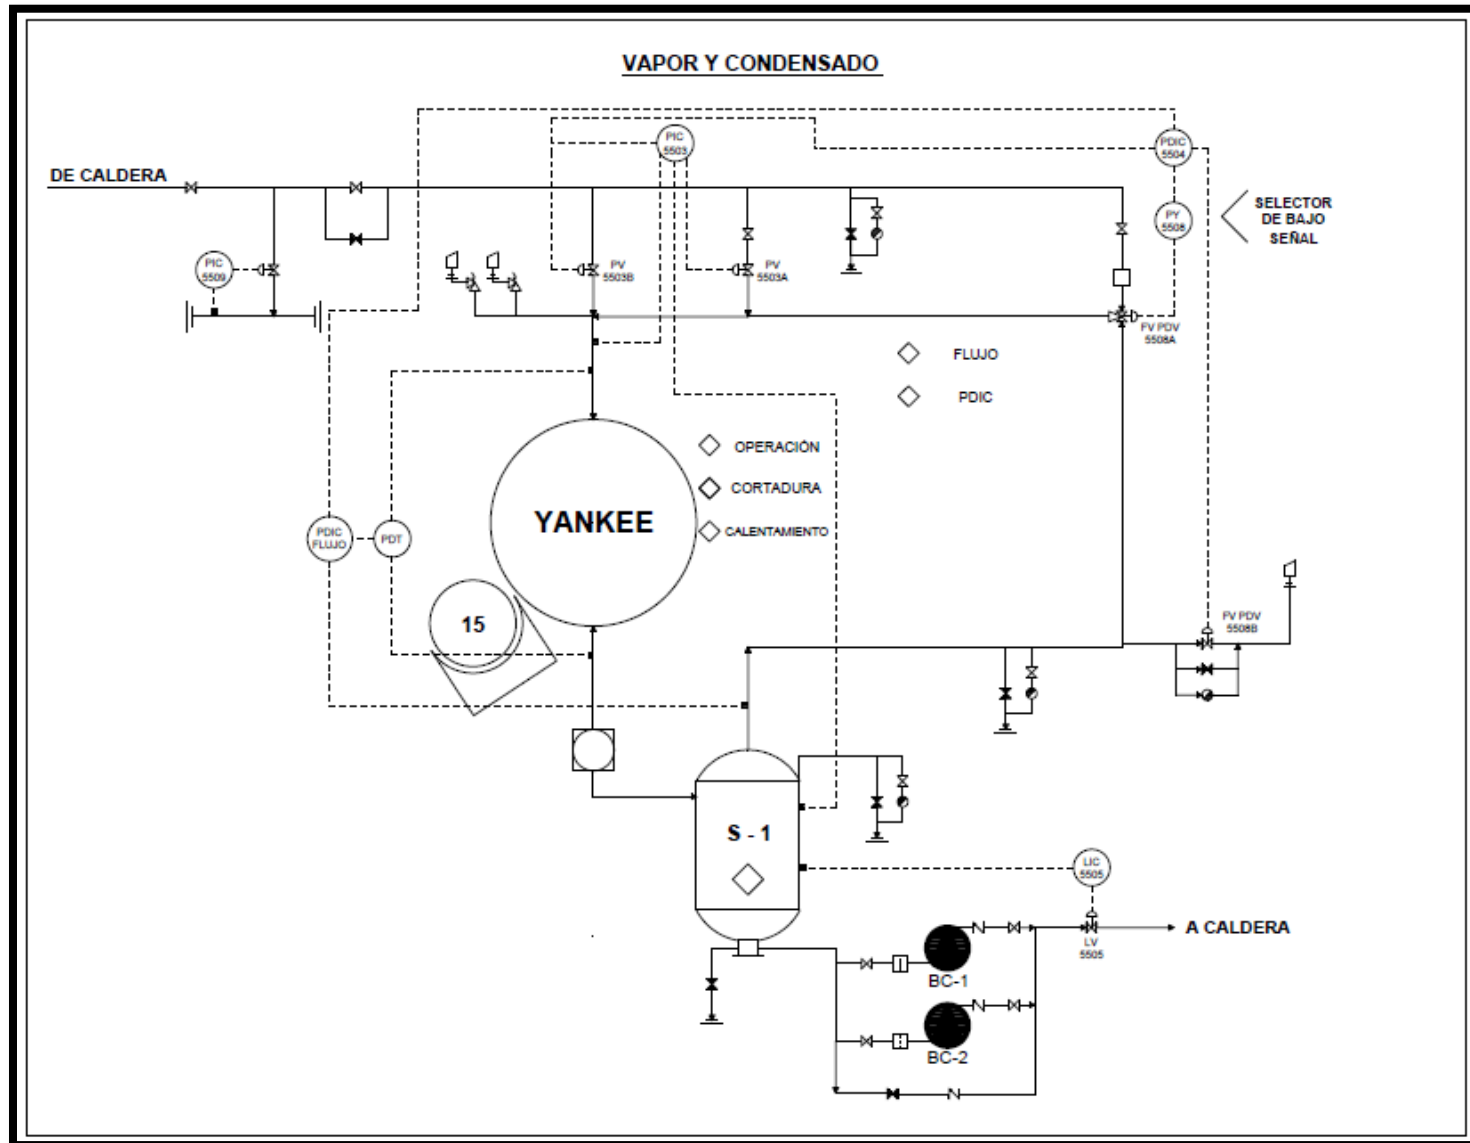 VAPOR Y CONDENSADO
PIC
5503
PDIC
5504
DE CALDERA
SELECTOR
DE BAJO
SEÑAL
PY
5508
PIC
5509
PV
5503B
PV
5503A
FV PDV
5508A
FLUJO
PDIC
OPERACIÓN
CORTADURA
CALENTAMIENTO
YANKEE
PDIC
FLUJO
PDT
15
FV PDV
5508B
S - 1
LIC
5505
A CALDERA
LV
5505
BC-1
BC-2